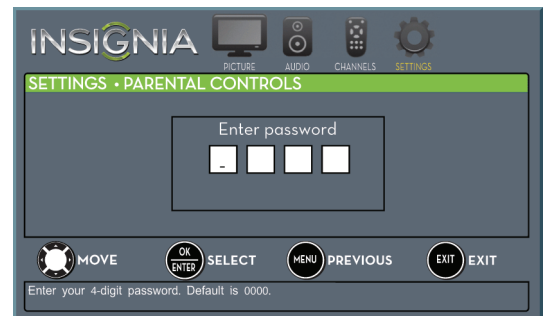 INSIGNIA
PICTURE AUDIO CHANNELS SETTINGS
SETTINGS • PARENTAL CONTROLS
Enter password
_
MOVE OK ENTER SELECT MENU PREVIOUS EXIT EXIT
Enter your 4-digit password. Default is 0000.